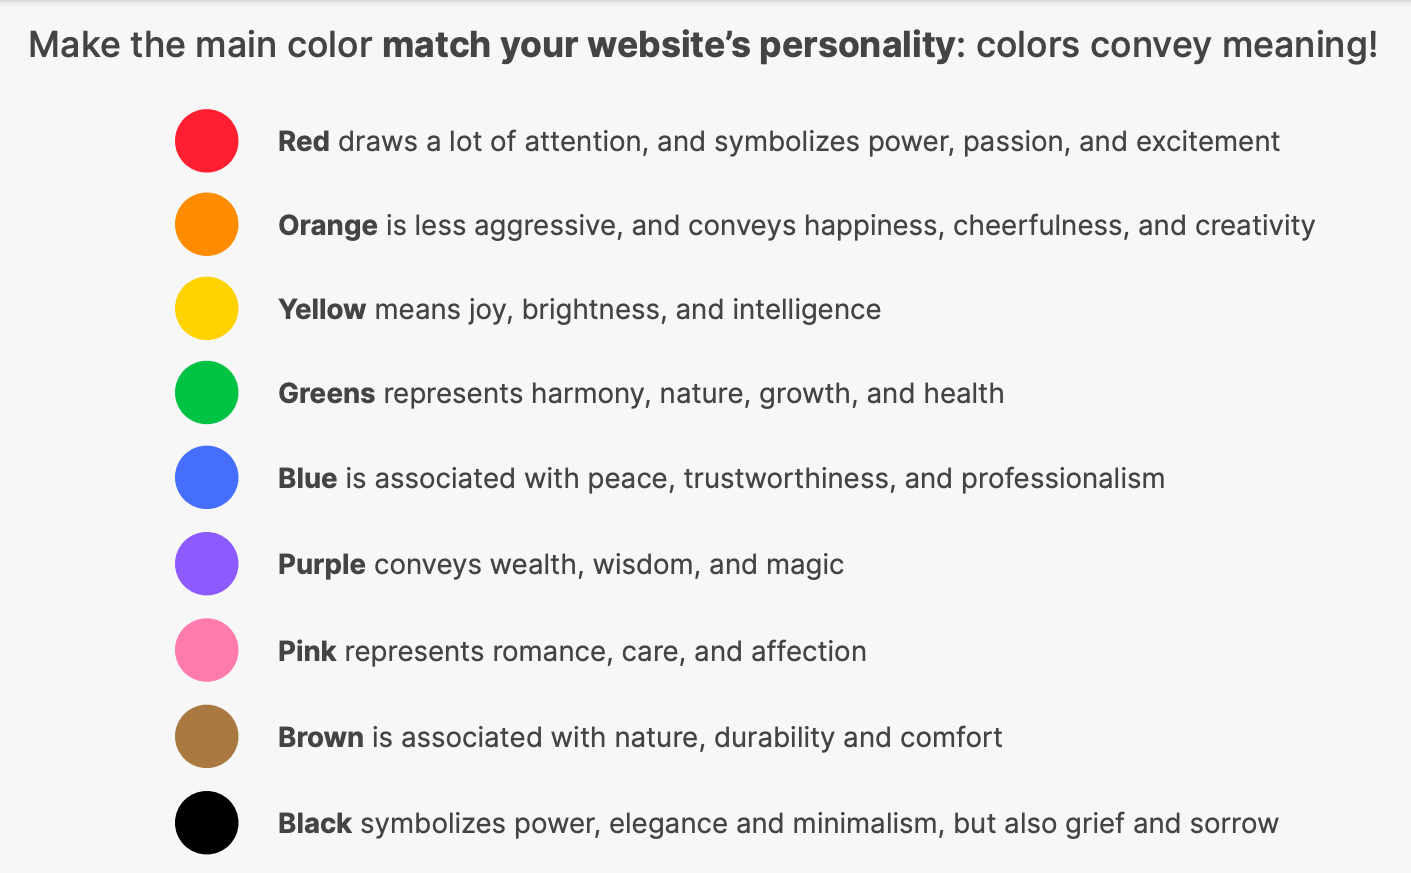 Make the main color match your website’s personality: colors convey meaning!
Red draws a lot of attention, and symbolizes power, passion, and excitement
Orange is less aggressive, and conveys happiness, cheerfulness, and creativity
Yellow means joy, brightness, and intelligence
Greens represents harmony, nature, growth, and health
Blue is associated with peace, trustworthiness, and professionalism
Purple conveys wealth, wisdom, and magic
Pink represents romance, care, and affection
Brown is associated with nature, durability and comfort
Black symbolizes power, elegance and minimalism, but also grief and sorrow